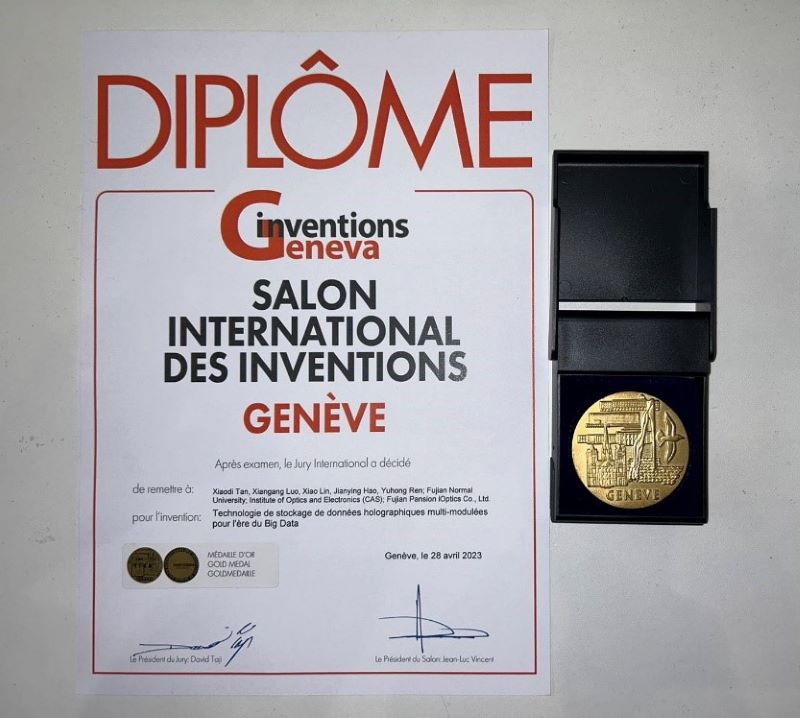 DIPLÔME
inventions
Geneva
SALON
INTERNATIONAL
DES INVENTIONS
GENÈVE
Après examen, le Jury International a décidé
de remettre à: Xiaodi Tan, Xiangang Luo, Xiao Lin, Jianying Hao, Yuhong Ren; Fujian Normal
University; Institute of Optics and Electronics (CAS); Fujian Pansion iOptics Co., Ltd.
pour l'invention: Technologie de stockage de données holographiques multi-modulées
pour l'ère du Big Data
MÉDAILLE D'OR
GOLD MEDAL
GOLDMEDAILLE
Genève, le 28 avril 2023
Le Président du Jury: David Taji
Le Président du Salon: Jean-Luc Vincent
GENEVE